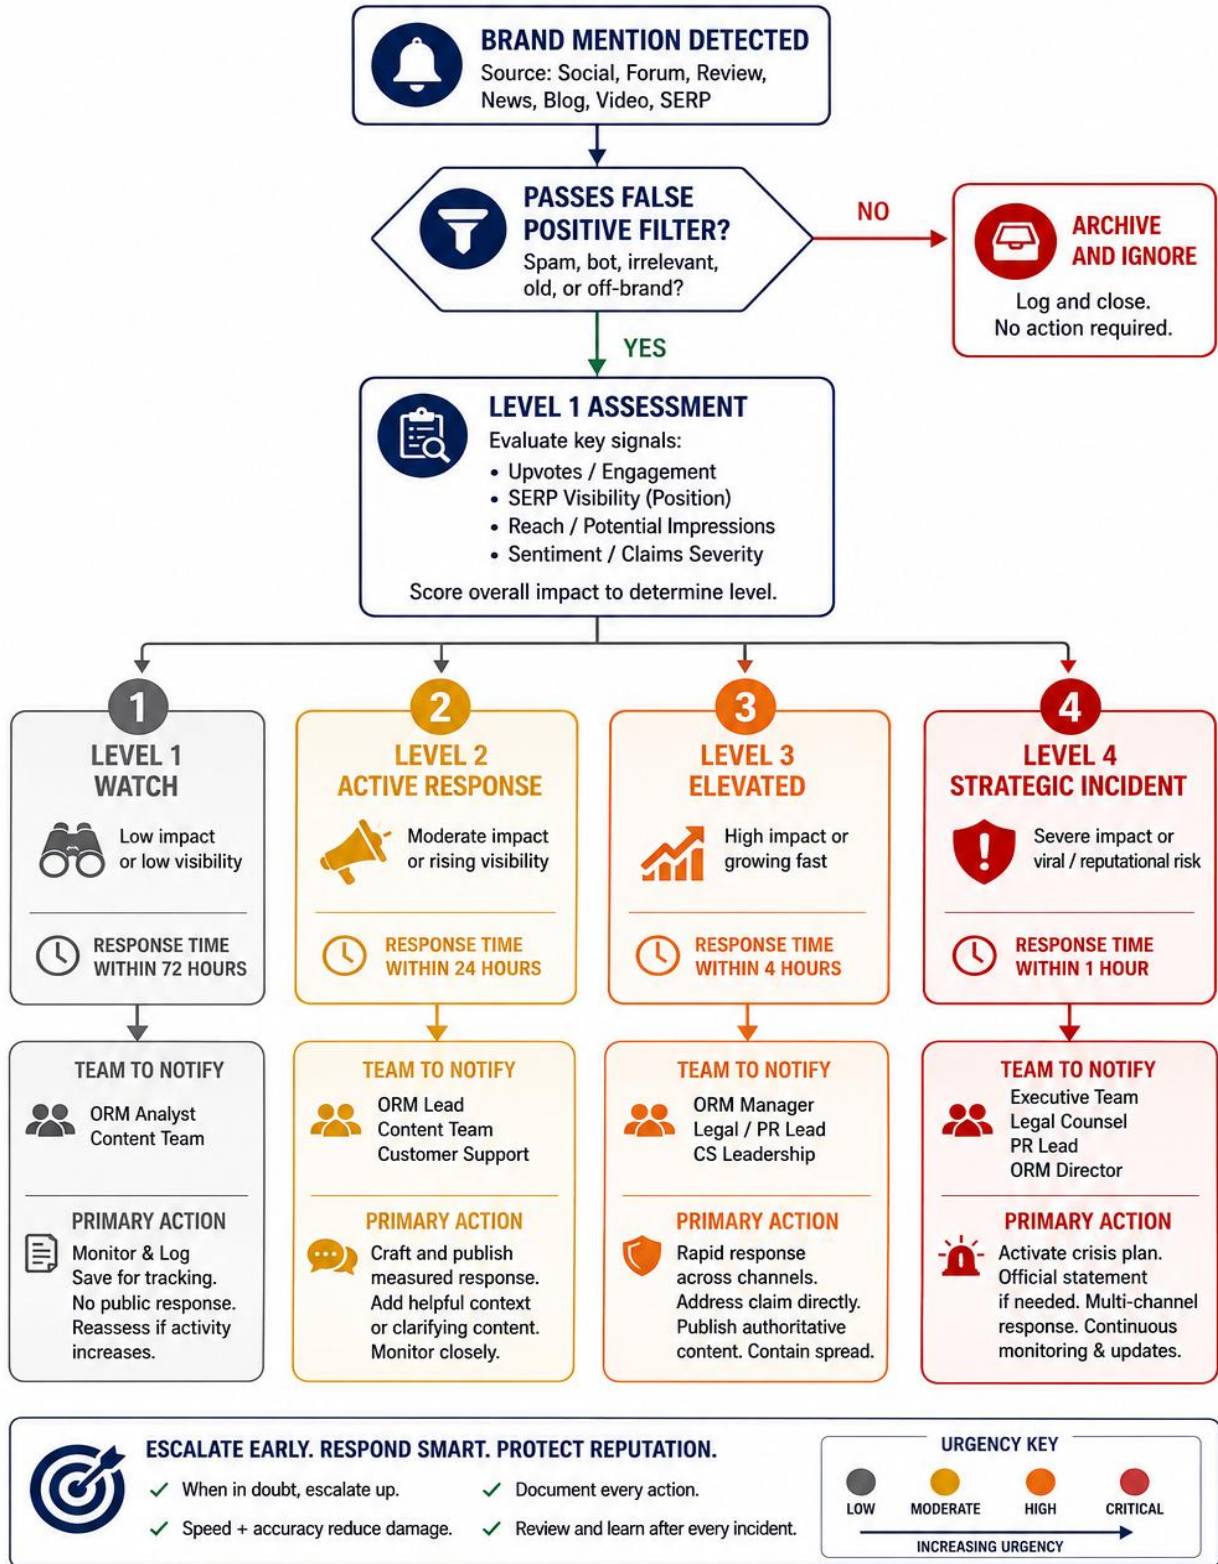 BRAND MENTION DETECTED
Source: Social, Forum, Review,
News, Blog, Video, SERP
PASSES FALSE
POSITIVE FILTER?
Spam, bot, irrelevant,
old, or off-brand?
NO
ARCHIVE
AND IGNORE
Log and close.
No action required.
YES
LEVEL 1 ASSESSMENT
Evaluate key signals:
• Upvotes / Engagement
• SERP Visibility (Position)
• Reach / Potential Impressions
• Sentiment / Claims Severity
Score overall impact to determine level.
1
LEVEL 1
WATCH
Low impact
or low visibility
RESPONSE TIME
WITHIN 72 HOURS
TEAM TO NOTIFY
ORM Analyst
Content Team
PRIMARY ACTION
Monitor & Log
Save for tracking.
No public response.
Reassess if activity
increases.
2
LEVEL 2
ACTIVE RESPONSE
Moderate impact
or rising visibility
RESPONSE TIME
WITHIN 24 HOURS
TEAM TO NOTIFY
ORM Lead
Content Team
Customer Support
PRIMARY ACTION
Craft and publish
measured response.
Add helpful context
or clarifying content.
Monitor closely.
3
LEVEL 3
ELEVATED
High impact or
growing fast
RESPONSE TIME
WITHIN 4 HOURS
TEAM TO NOTIFY
ORM Manager
Legal / PR Lead
CS Leadership
PRIMARY ACTION
Rapid response
across channels.
Address claim directly.
Publish authoritative
content. Contain spread.
4
LEVEL 4
STRATEGIC INCIDENT
Severe impact or
viral / reputational risk
RESPONSE TIME
WITHIN 1 HOUR
TEAM TO NOTIFY
Executive Team
Legal Counsel
PR Lead
ORM Director
PRIMARY ACTION
Activate crisis plan.
Official statement
if needed. Multi-channel
response. Continuous
monitoring & updates.
ESCALATE EARLY. RESPOND SMART. PROTECT REPUTATION.
✓ When in doubt, escalate up.
✓ Speed + accuracy reduce damage.
✓ Document every action.
✓ Review and learn after every incident.
URGENCY KEY
LOW
MODERATE
HIGH
CRITICAL
INCREASING URGENCY